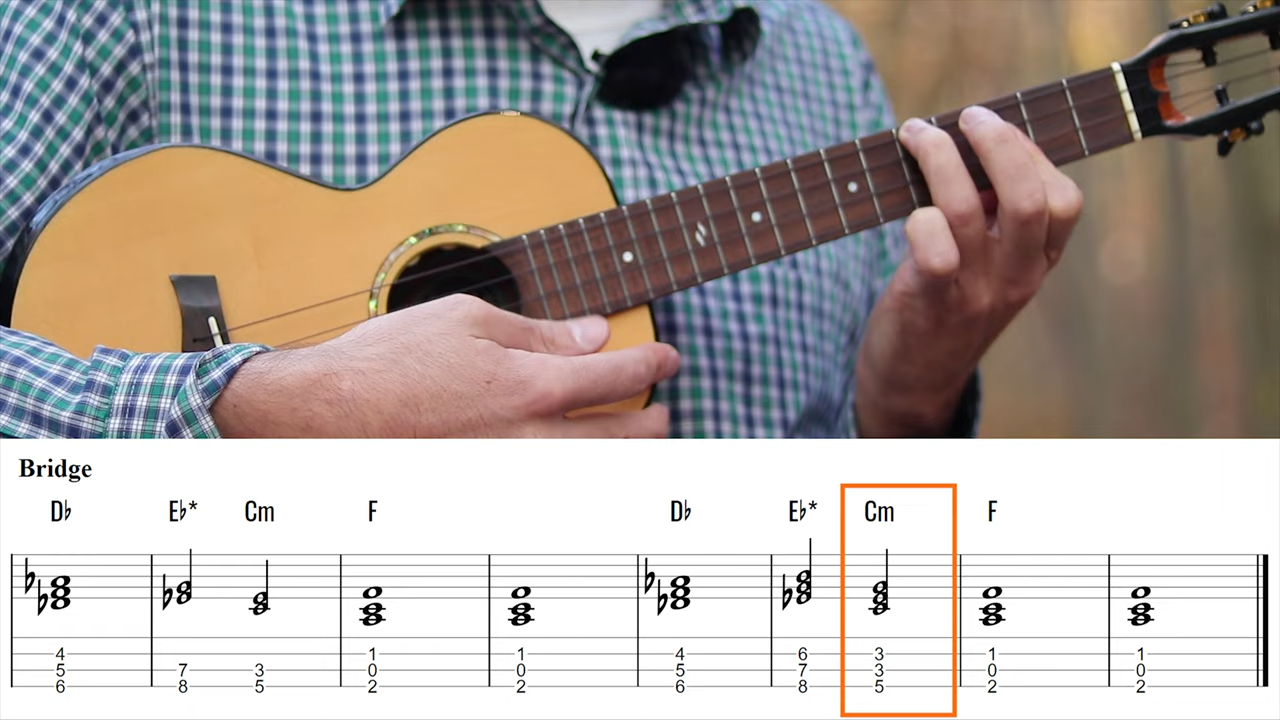 Bridge
D♭ E♭* Cm F D♭ E♭* Cm F
4 1 1 4 6 3 1 1
5 7 3 0 0 5 7 3 0 0
6 8 5 2 2 6 8 5 2 2